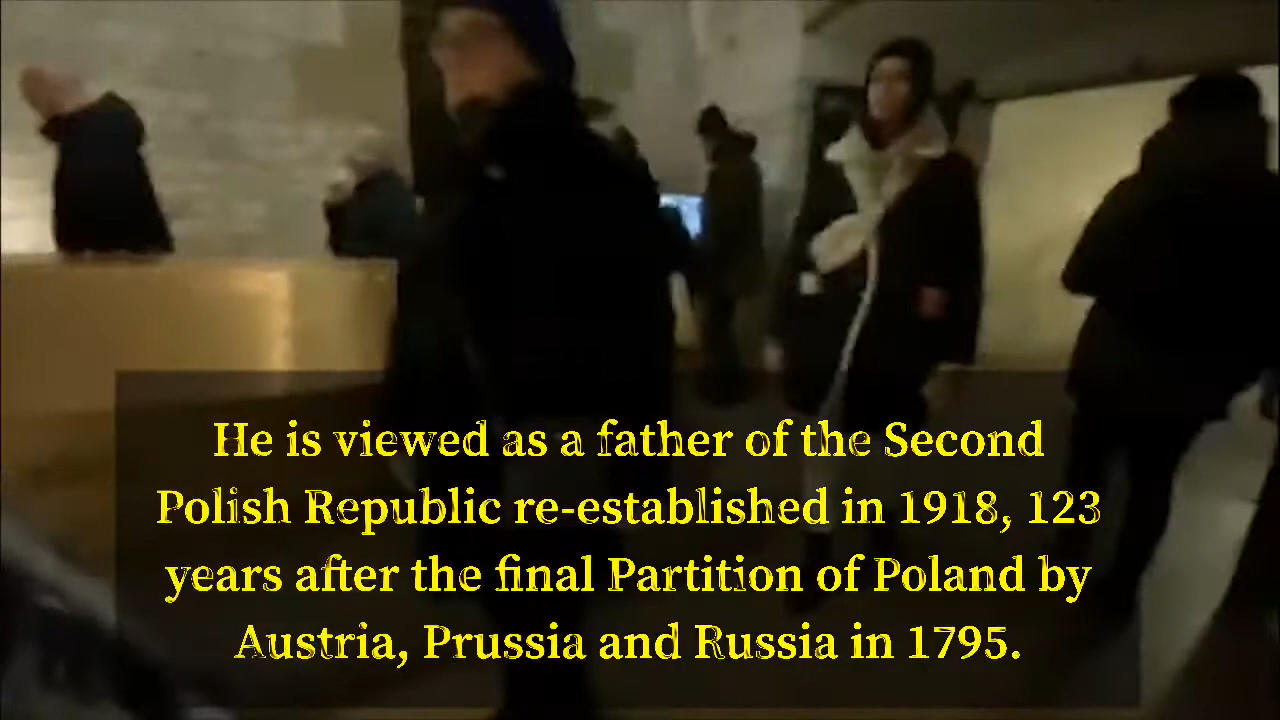 He is viewed as a father of the Second
Polish Republic re-established in 1918, 123
years after the final Partition of Poland by
Austria, Prussia and Russia in 1795.